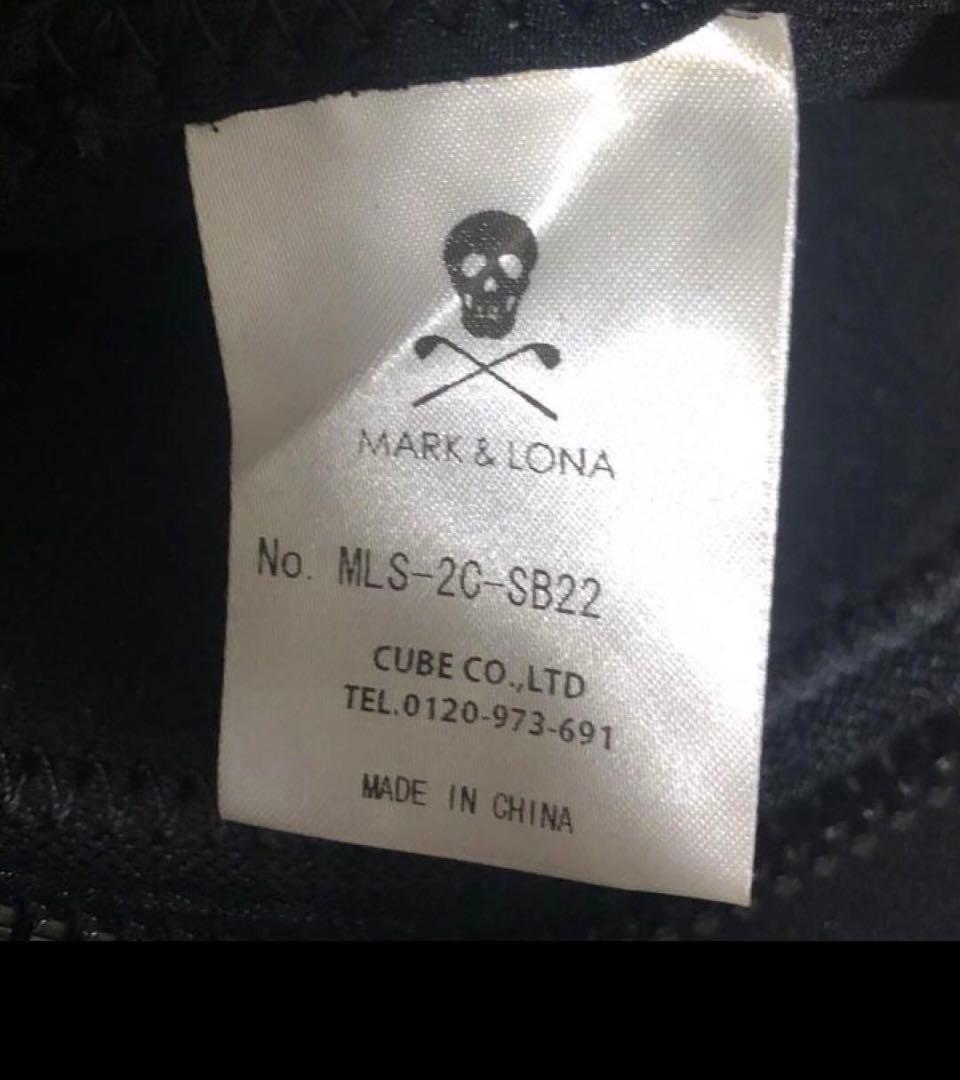 MARK & LONA
No. MLS-2C-SB22
CUBE CO.,LTD
TEL.0120-973-691
MADE IN CHINA